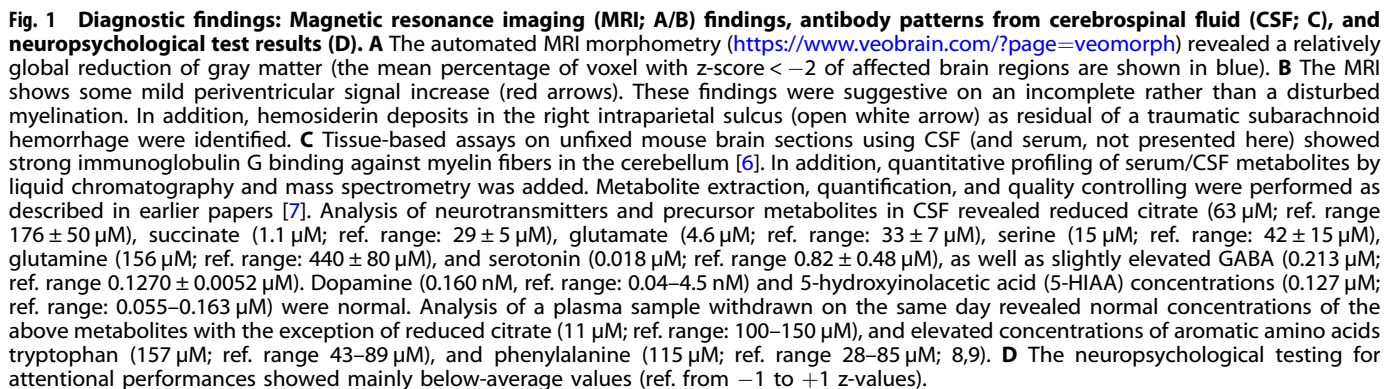 Fig. 1 Diagnostic findings: Magnetic resonance imaging (MRI; A/B) findings, antibody patterns from cerebrospinal fluid (CSF; C), and
neuropsychological test results (D). A The automated MRI morphometry (https://www.veobrain.com/?page=veomorph) revealed a relatively
global reduction of gray matter (the mean percentage of voxel with z-score < −2 of affected brain regions are shown in blue). B The MRI
shows some mild periventricular signal increase (red arrows). These findings were suggestive on an incomplete rather than a disturbed
myelination. In addition, hemosiderin deposits in the right intraparietal sulcus (open white arrow) as residual of a traumatic subarachnoid
hemorrhage were identified. C Tissue-based assays on unfixed mouse brain sections using CSF (and serum, not presented here) showed
strong immunoglobulin G binding against myelin fibers in the cerebellum [6]. In addition, quantitative profiling of serum/CSF metabolites by
liquid chromatography and mass spectrometry was added. Metabolite extraction, quantification, and quality controlling were performed as
described in earlier papers [7]. Analysis of neurotransmitters and precursor metabolites in CSF revealed reduced citrate (63 µM; ref. range
176 ± 50 µM), succinate (1.1 µM; ref. range: 29 ± 5 µM), glutamate (4.6 µM; ref. range: 33 ± 7 µM), serine (15 µM; ref. range: 42 ± 15 µM),
glutamine (156 µM; ref. range: 440 ± 80 µM), and serotonin (0.018 µM; ref. range 0.82 ± 0.48 µM), as well as slightly elevated GABA (0.213 µM;
ref. range 0.1270 ± 0.0052 µM). Dopamine (0.160 nM, ref. range: 0.04–4.5 nM) and 5-hydroxyinolacetic acid (5-HIAA) concentrations (0.127 µM;
ref. range: 0.055–0.163 µM) were normal. Analysis of a plasma sample withdrawn on the same day revealed normal concentrations of the
above metabolites with the exception of reduced citrate (11 µM; ref. range: 100–150 µM), and elevated concentrations of aromatic amino acids
tryptophan (157 µM; ref. range 43–89 µM), and phenylalanine (115 µM; ref. range 28–85 µM; 8,9). D The neuropsychological testing for
attentional performances showed mainly below-average values (ref. from −1 to +1 z-values).